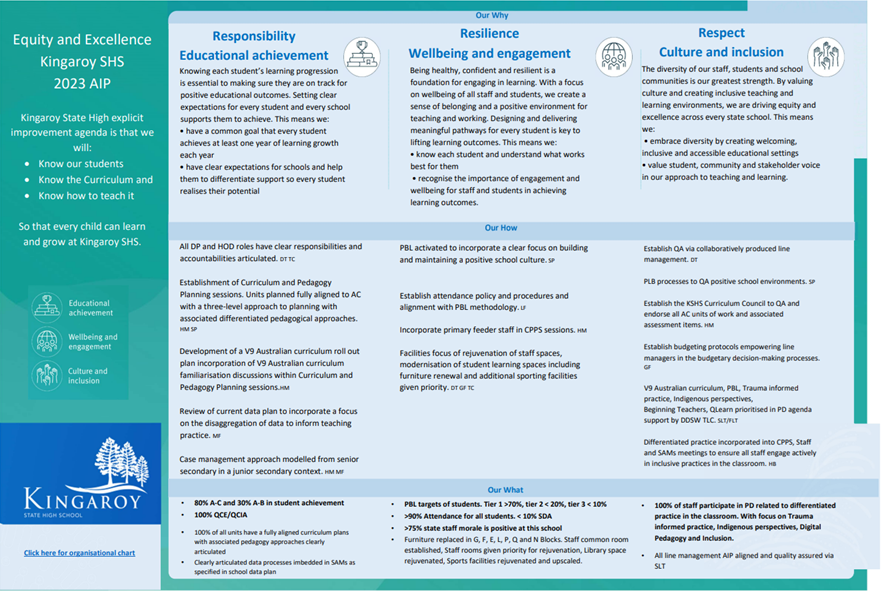 Equity and Excellence
Kingaroy SHS
2023 AIP
Kingaroy State High explicit
improvement agenda is that we
will:
• Know our students
• Know the Curriculum and
• Know how to teach it
So that every child can learn
and grow at Kingaroy SHS.
Educational
achievement
Wellbeing and
engagement
Culture and
inclusion
KINGAROY
STATE HIGH SCHOOL
Click here for organisational chart
Our Why
Responsibility
Educational achievement
Knowing each student's learning progression
is essential to making sure they are on track for
positive educational outcomes. Setting clear
expectations for every student and every school
supports them to achieve. This means we:
• have a common goal that every student
achieves at least one year of learning growth
each year
• have clear expectations for schools and help
them to differentiate support so every student
realises their potential
Resilience
Wellbeing and engagement
Being healthy, confident and resilient is a
foundation for engaging in learning. With a focus
on wellbeing of all staff and students, we create a
sense of belonging and a positive environment for
teaching and working. Designing and delivering
meaningful pathways for every student is key to
lifting learning outcomes. This means we:
• know each student and understand what works
best for them
• recognise the importance of engagement and
wellbeing for staff and students in achieving
learning outcomes.
Respect
Culture and inclusion
The diversity of our staff, students and school
communities is our greatest strength. By valuing
culture and creating inclusive teaching and
learning environments, we are driving equity and
excellence across every state school. This means
we:
• embrace diversity by creating welcoming,
inclusive and accessible educational settings
• value student, community and stakeholder voice
in our approach to teaching and learning.
Our How
All DP and HOD roles have clear responsibilities and
accountabilities articulated. DT TC
Establishment of Curriculum and Pedagogy
Planning sessions. Units planned fully aligned to AC
with a three-level approach to planning with
associated differentiated pedagogical approaches.
HM SP
Development of a V9 Australian curriculum roll out
plan incorporation of V9 Australian curriculum
familiarisation discussions within Curriculum and
Pedagogy Planning sessions.HM
Review of current data plan to incorporate a focus
on the disaggregation of data to inform teaching
practice. MF
Case management approach modelled from senior
secondary in a junior secondary context. HM MF
PBL activated to incorporate a clear focus on building
and maintaining a positive school culture. SP
Establish attendance policy and procedures and
alignment with PBL methodology. LF
Incorporate primary feeder staff in CPPS sessions. HM
Facilities focus of rejuvenation of staff spaces,
modernisation of student learning spaces including
furniture renewal and additional sporting facilities
given priority. DT GF TC
Establish QA via collaboratively produced line
management. DT
PLB processes to QA positive school environments. SP
Establish the KSHS Curriculum Council to QA and
endorse all AC units of work and associated
assessment items. HM
Establish budgeting protocols empowering line
managers in the budgetary decision-making processes.
GF
V9 Australian curriculum, PBL, Trauma informed
practice, Indigenous perspectives,
Beginning Teachers, QLearn prioritised in PD agenda
support by DDSW TLC. SLT/FLT
Differentiated practice incorporated into CPPS, Staff
and SAMs meetings to ensure all staff engage actively
in inclusive practices in the classroom. HB
Our What
• 80% A-C and 30% A-B in student achievement
• 100% QCE/QCIA
• 100% of all units have a fully aligned curriculum plans
with associated pedagogy approaches clearly
articulated
• Clearly articulated data processes imbedded in SAMs as
specified in school data plan
• PBL targets of students. Tier 1 >70%, tier 2 < 20%, tier 3 < 10%
• >90% Attendance for all students. < 10% SDA
• >75% state staff morale is positive at this school
• Furniture replaced in G, F, E, L, P, Q and N Blocks. Staff common room
established, Staff rooms given priority for rejuvenation, Library space
rejuvenated, Sports facilities rejuvenated and upscaled.
• 100% of staff participate in PD related to differentiated
practice in the classroom. With focus on Trauma
informed practice, Indigenous perspectives, Digital
Pedagogy and Inclusion.
• All line management AIP aligned and quality assured via
SLT